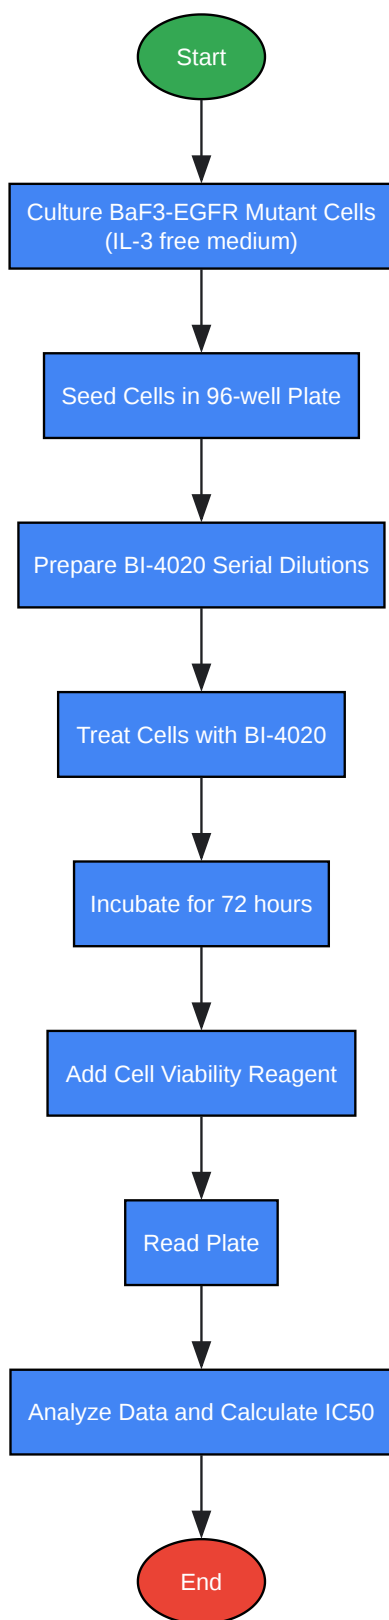 Start
Culture BaF3-EGFR Mutant Cells
(IL-3 free medium)
Seed Cells in 96-well Plate
Prepare BI-4020 Serial Dilutions
Treat Cells with BI-4020
Incubate for 72 hours
Add Cell Viability Reagent
Read Plate
Analyze Data and Calculate IC50
End